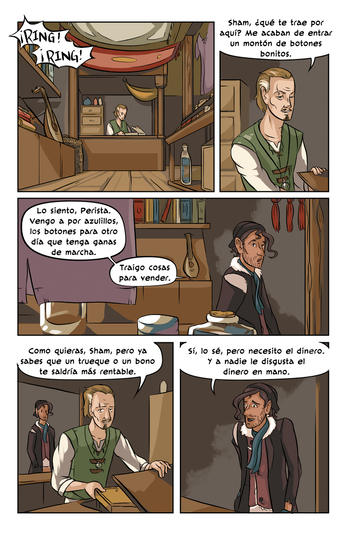 ¡RING!
¡RING!
Sham, ¿qué te trae por
aquí? Me acaban de entrar
un montón de botones
bonitos.
Lo siento, Perista.
Vengo a por azulillos,
los botones para otro
día que tenga ganas
de marcha.
Traigo cosas
para vender.
Como quieras, Sham, pero ya
sabes que un trueque o un bono
te saldría más rentable.
Sí, lo sé, pero necesito el dinero.
Y a nadie le disgusta el
dinero en mano.